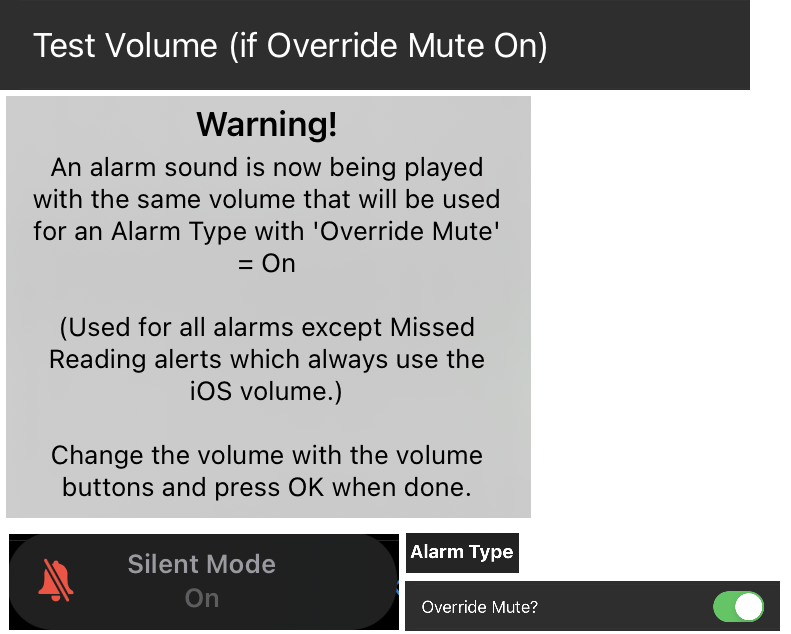 Test Volume (if Override Mute On)
Warning!
An alarm sound is now being played
with the same volume that will be used
for an Alarm Type with 'Override Mute'
= On
(Used for all alarms except Missed
Reading alerts which always use the
iOS volume.)
Change the volume with the volume
buttons and press OK when done.
Silent Mode
On
Alarm Type
Override Mute?